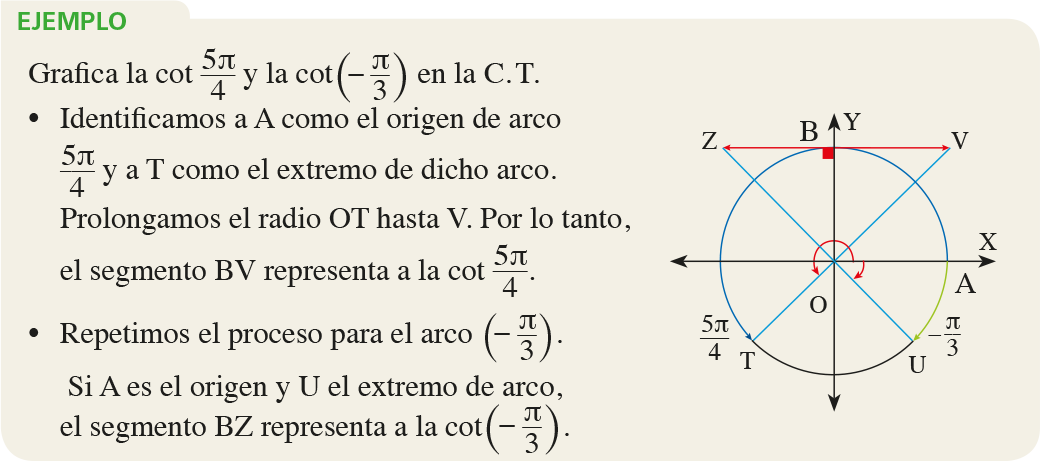 EJEMPLO
Grafica la cot 5π/4 y la cot(−π/3) en la C.T.
• Identificamos a A como el origen de arco
5π/4 y a T como el extremo de dicho arco.
Prolongamos el radio OT hasta V. Por lo tanto,
el segmento BV representa a la cot 5π/4.
• Repetimos el proceso para el arco (−π/3).
Si A es el origen y U el extremo de arco,
el segmento BZ representa a la cot(−π/3).
Z
B
Y
V
X
A
O
5π/4
T
U
−π/3